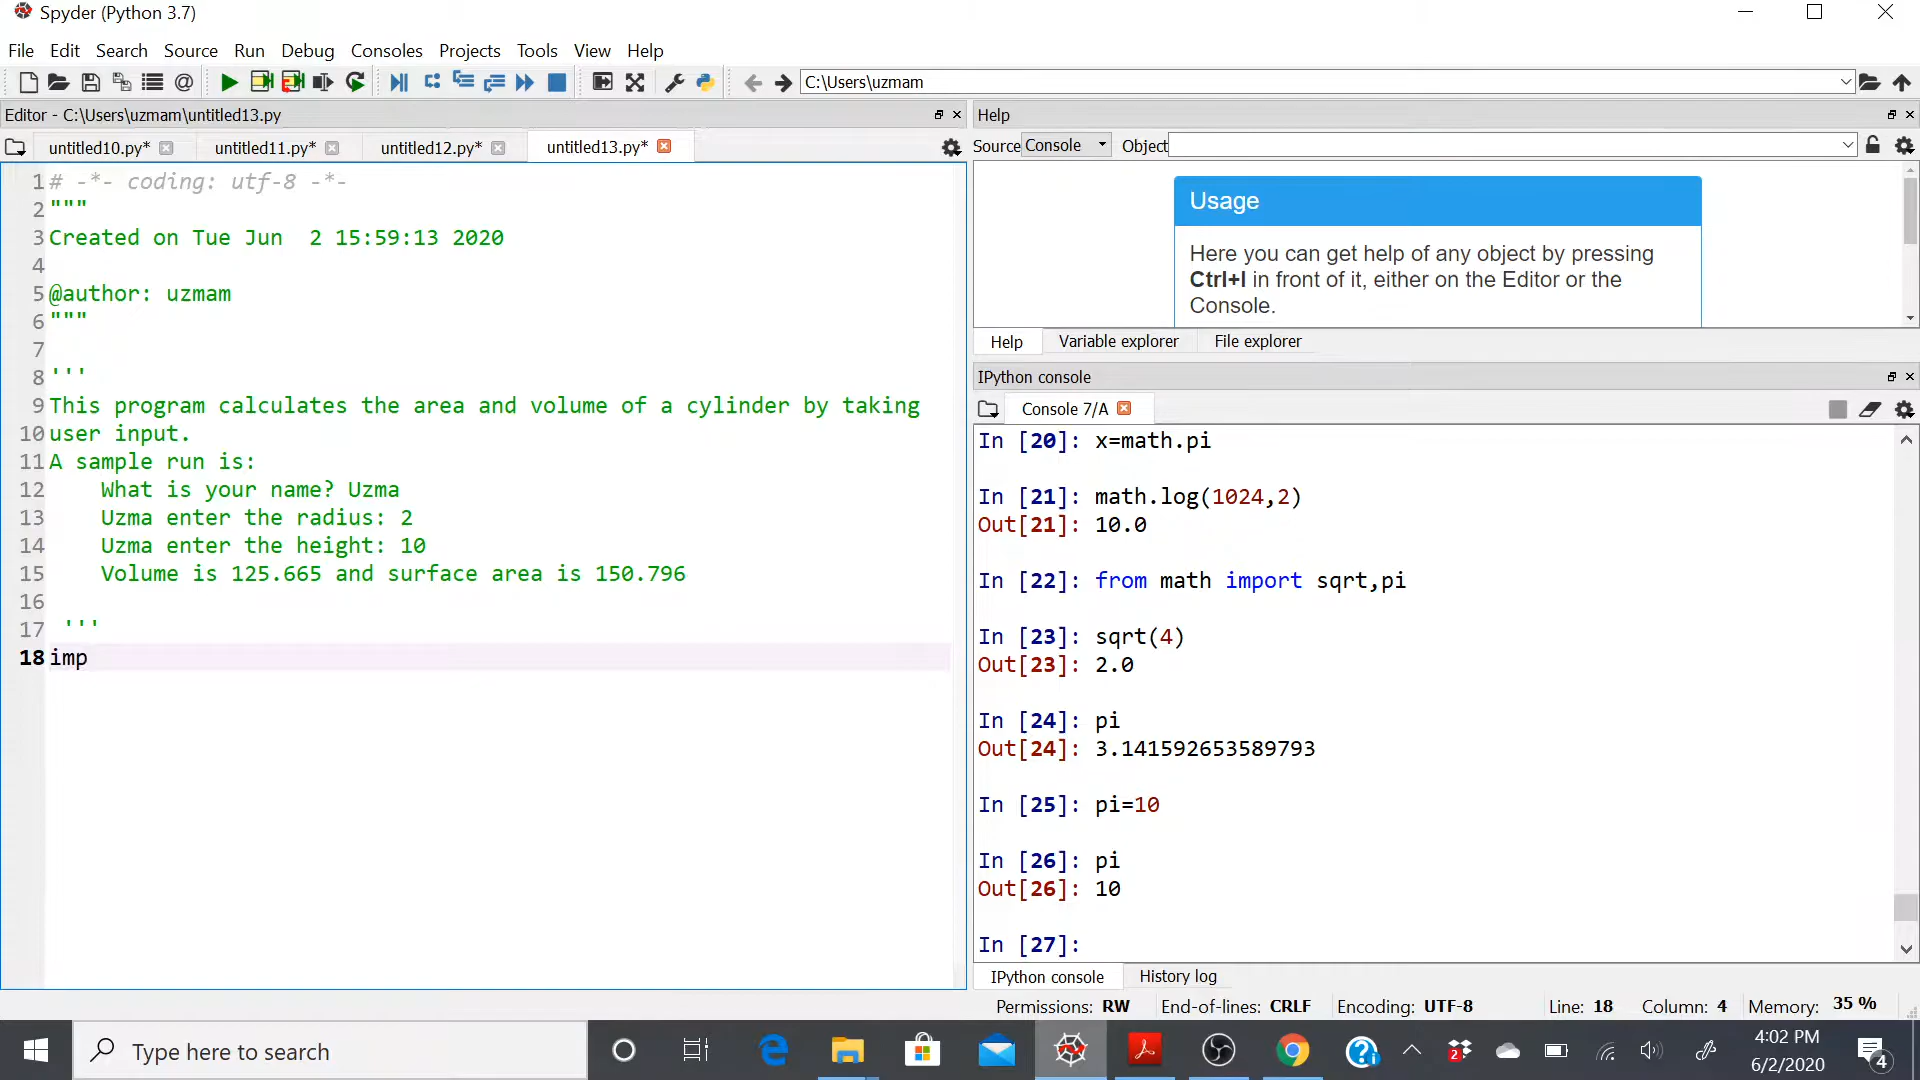 Spyder (Python 3.7)
File Edit Search Source Run Debug Consoles Projects Tools View Help
C:\Users\uzmam
Editor - C:\Users\uzmam\untitled13.py
untitled10.py* untitled11.py* untitled12.py* untitled13.py*
1 # -*- coding: utf-8 -*-
2 """
3 Created on Tue Jun  2 15:59:13 2020
4
5 @author: uzmam
6 """
7
8 '''
9 This program calculates the area and volume of a cylinder by taking
10 user input.
11 A sample run is:
12     What is your name? Uzma
13     Uzma enter the radius: 2
14     Uzma enter the height: 10
15     Volume is 125.665 and surface area is 150.796
16
17  '''
18 imp
Help
Source Console Object
Usage
Here you can get help of any object by pressing
Ctrl+I in front of it, either on the Editor or the
Console.
Help Variable explorer File explorer
IPython console
Console 7/A
In [20]: x=math.pi
In [21]: math.log(1024,2)
Out[21]: 10.0
In [22]: from math import sqrt,pi
In [23]: sqrt(4)
Out[23]: 2.0
In [24]: pi
Out[24]: 3.141592653589793
In [25]: pi=10
In [26]: pi
Out[26]: 10
In [27]:
IPython console History log
Permissions: RW End-of-lines: CRLF Encoding: UTF-8 Line: 18 Column: 4 Memory: 35 %
Type here to search
2
4:02 PM
6/2/2020
4